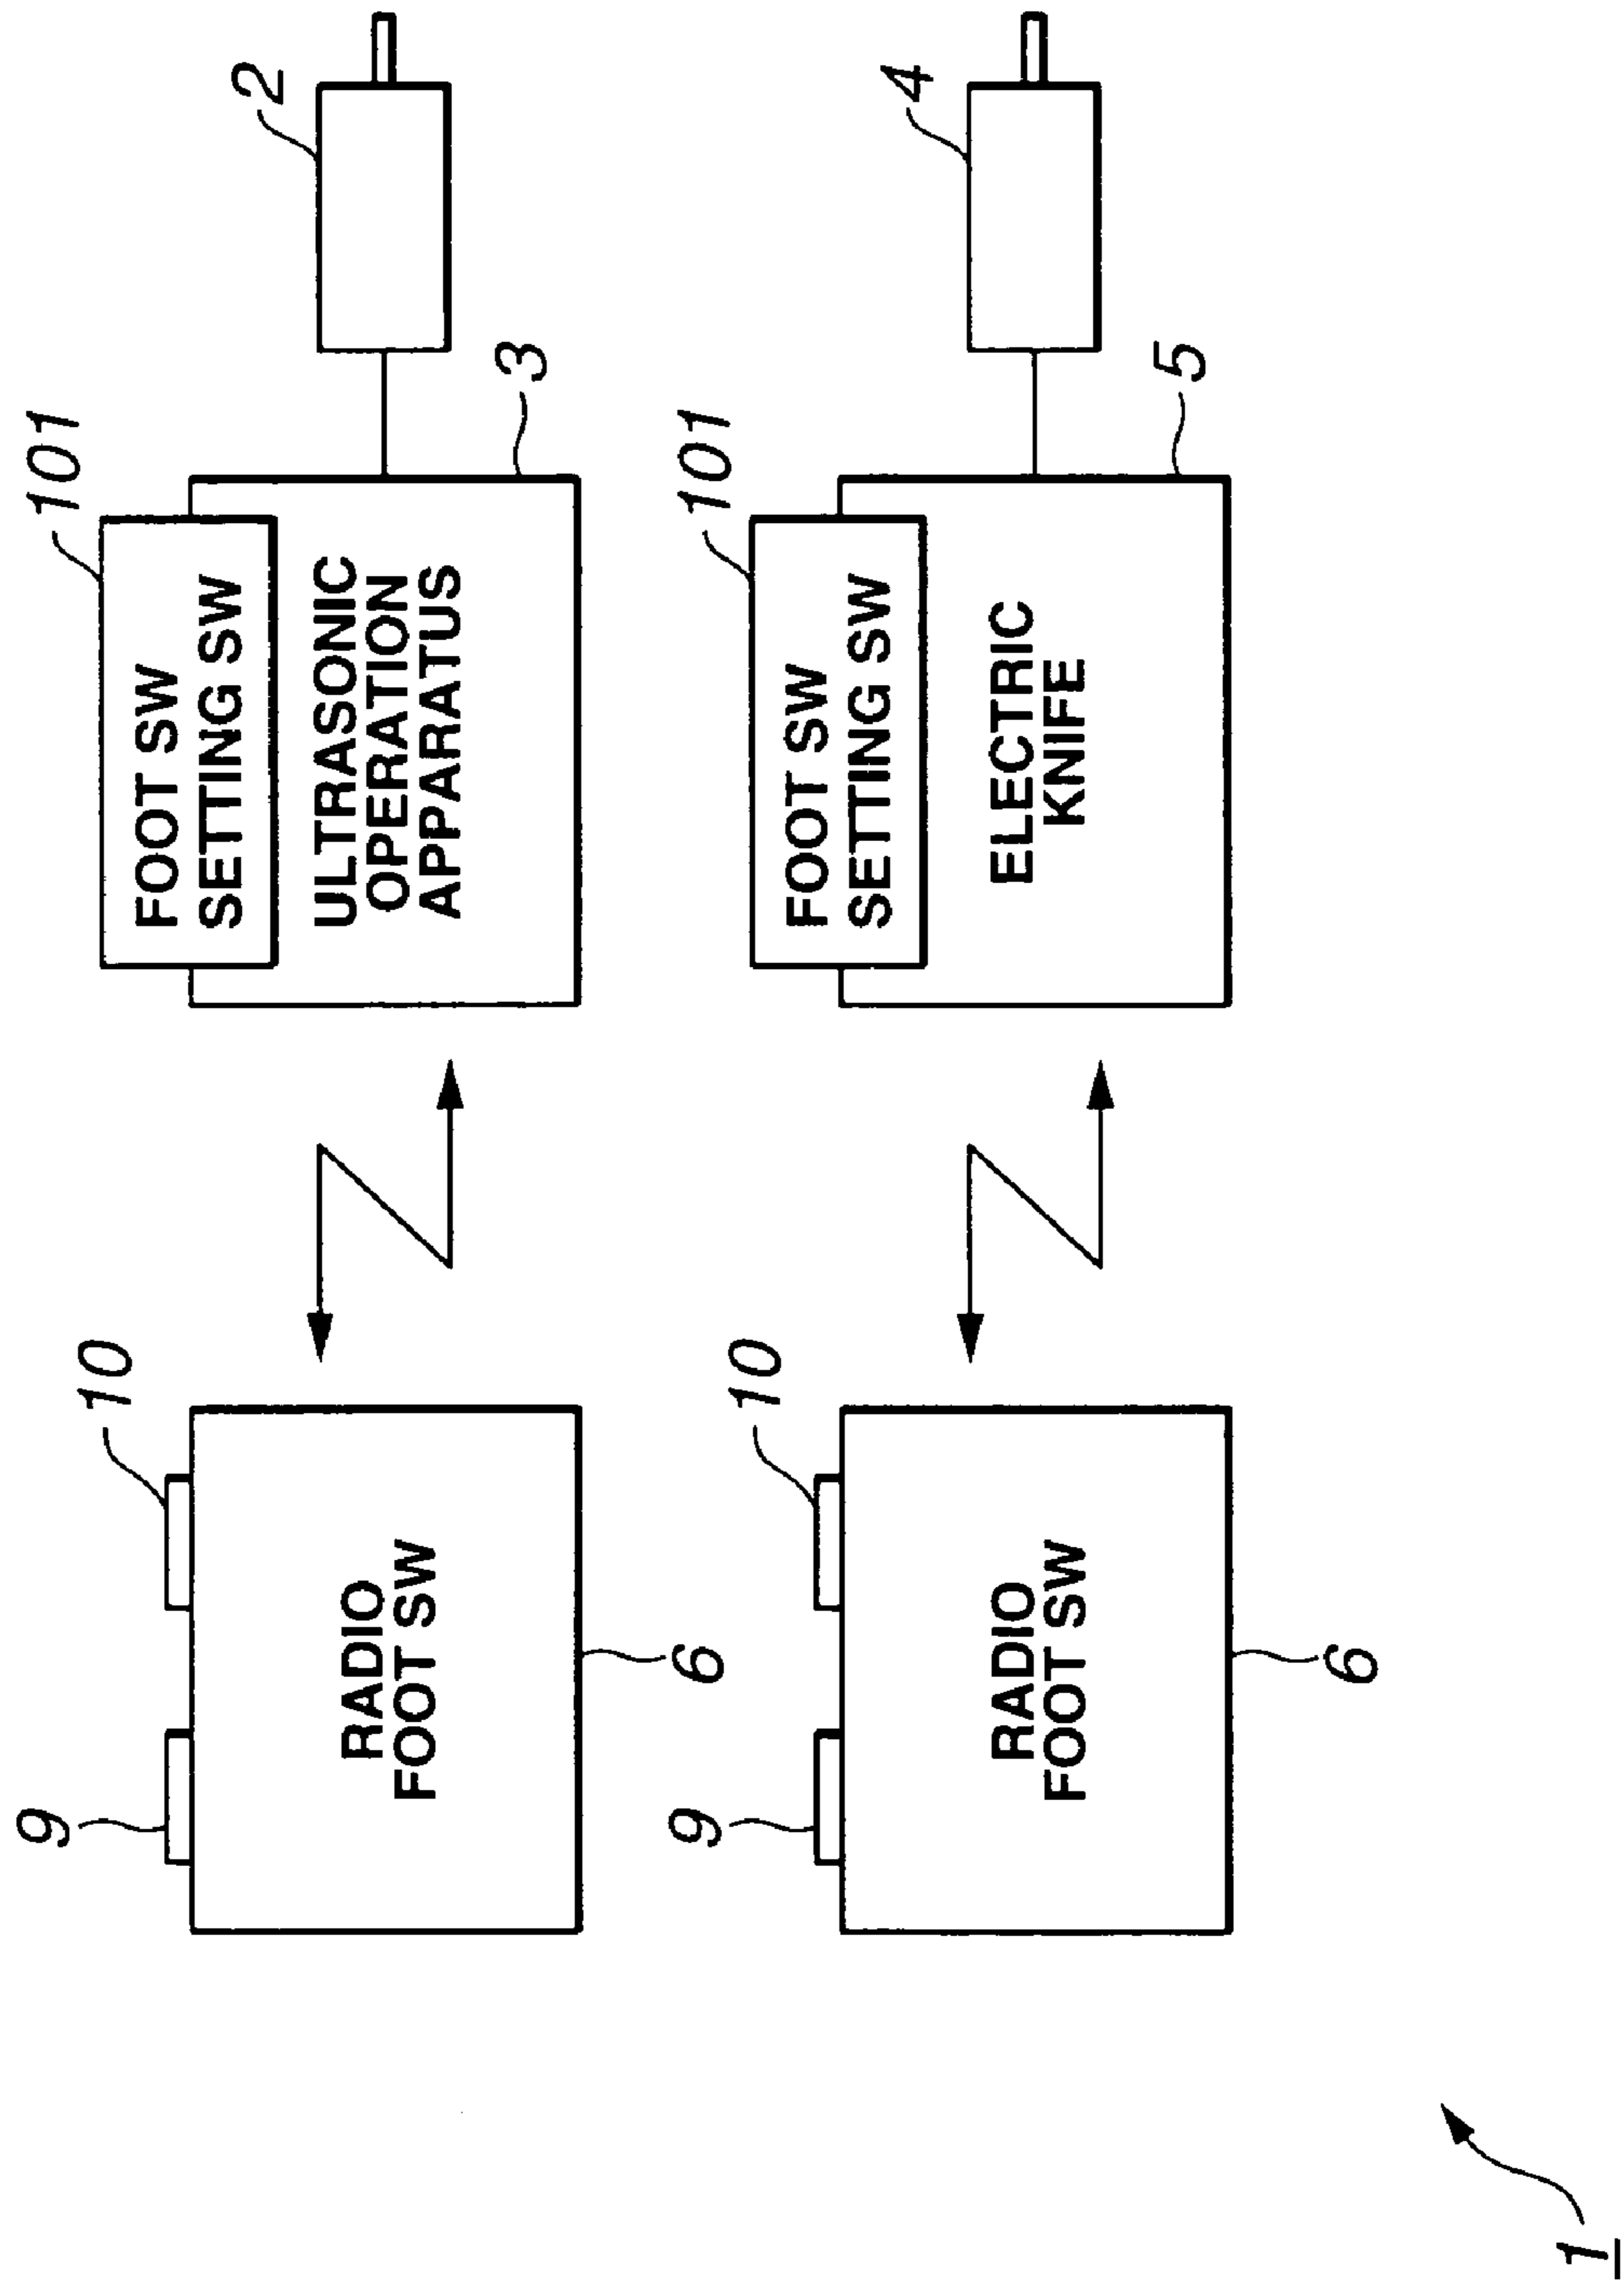 9
10
RADIO
FOOT SW
6
101
FOOT SW
SETTING SW
ULTRASONIC
OPERATION
APPARATUS
3
2
9
10
RADIO
FOOT SW
6
101
FOOT SW
SETTING SW
ELECTRIC
KNIFE
5
4
1